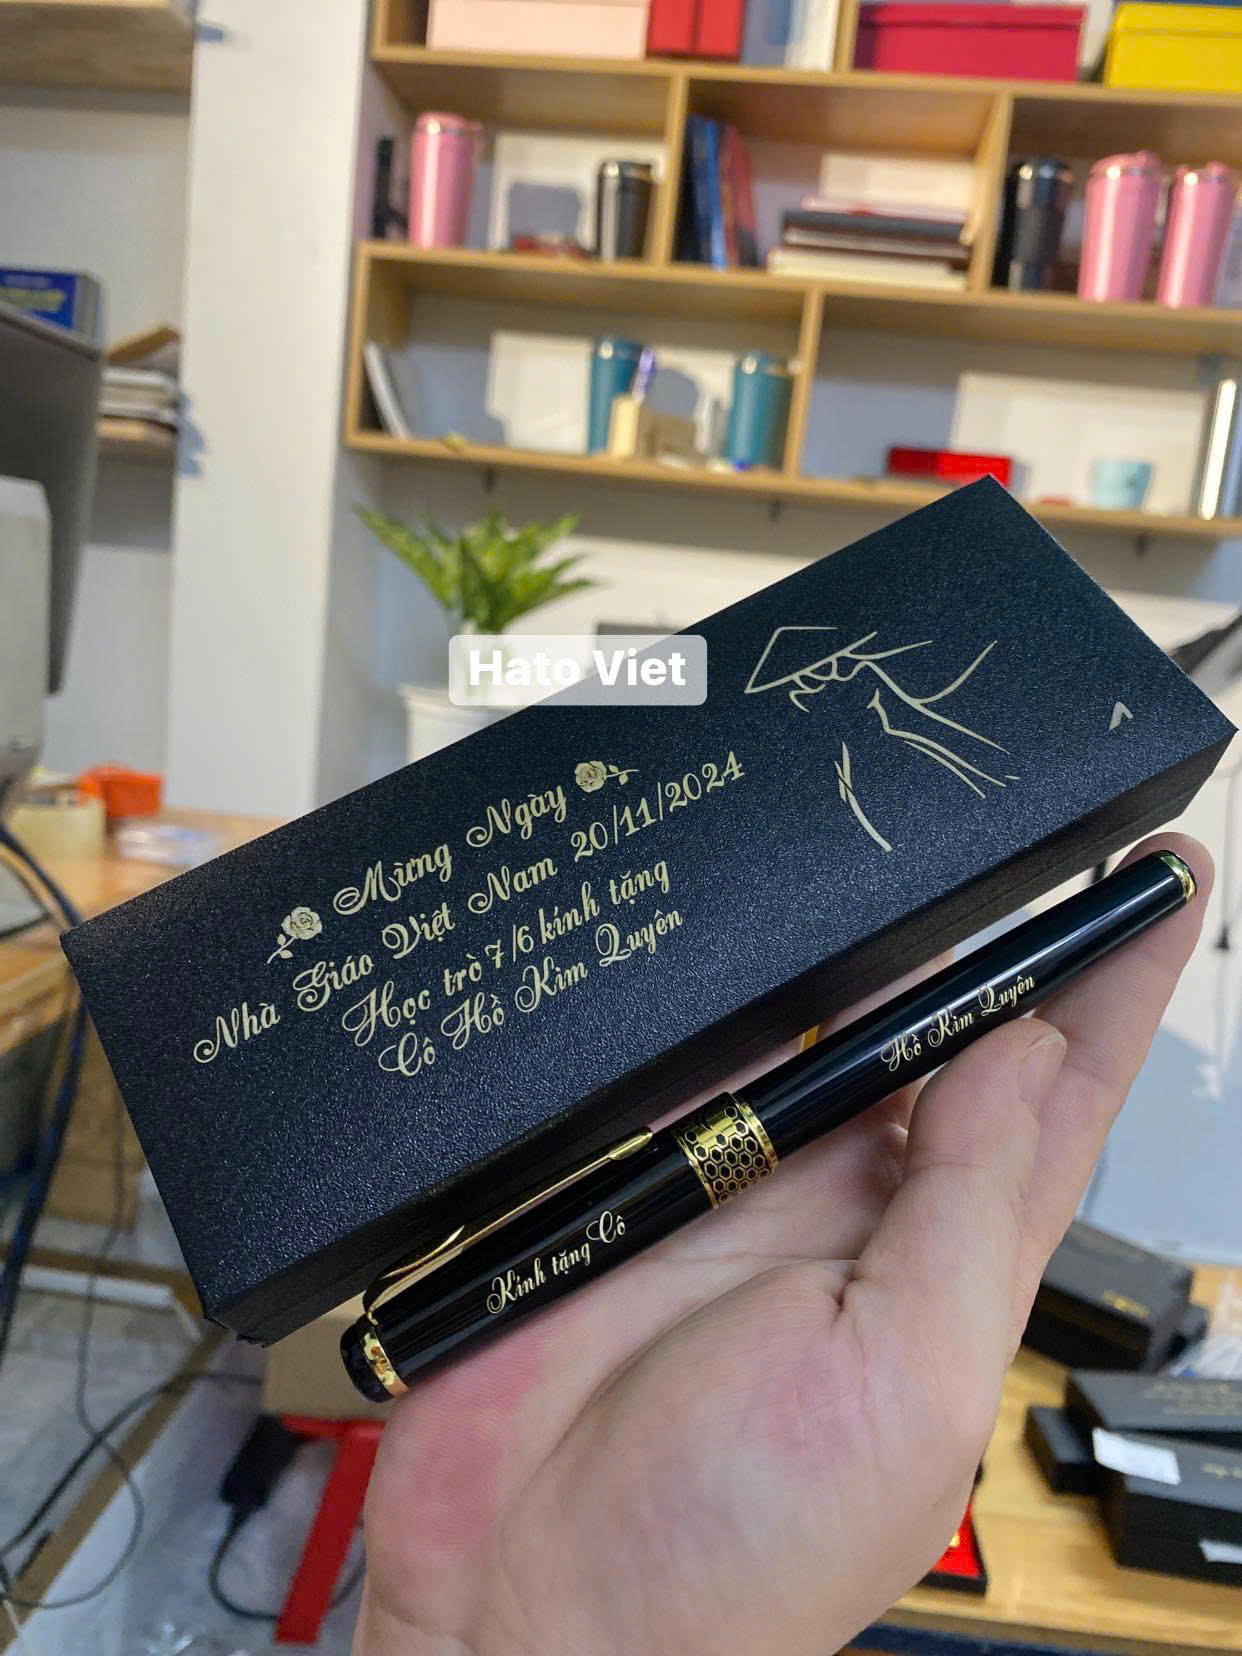 Hato Viet
Mừng Ngày
Nhà Giáo Việt Nam 20/11/2024
Học trò 7/6 kính tặng
Cô Hồ Kim Quyên
Kính tặng Cô
Hồ Kim Quyên